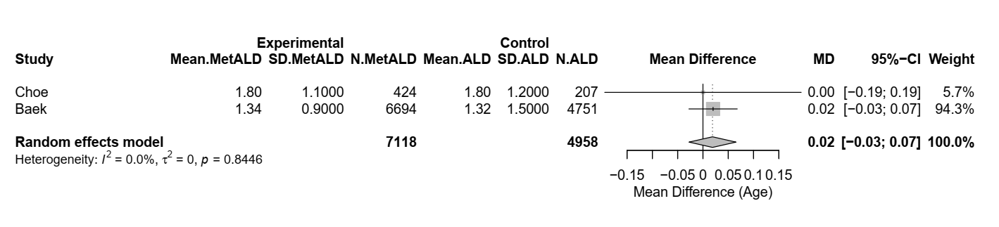 Experimental Control
Study Mean.MetALD SD.MetALD N.MetALD Mean.ALD SD.ALD N.ALD Mean Difference MD 95%−CI Weight
Choe 1.80 1.1000 424 1.80 1.2000 207 0.00 [−0.19; 0.19] 5.7%
Baek 1.34 0.9000 6694 1.32 1.5000 4751 0.02 [−0.03; 0.07] 94.3%
Random effects model 7118 4958 0.02 [−0.03; 0.07] 100.0%
Heterogeneity: I² = 0.0%, τ² = 0, p = 0.8446
−0.15 −0.05 0 0.05 0.1 0.15
Mean Difference (Age)